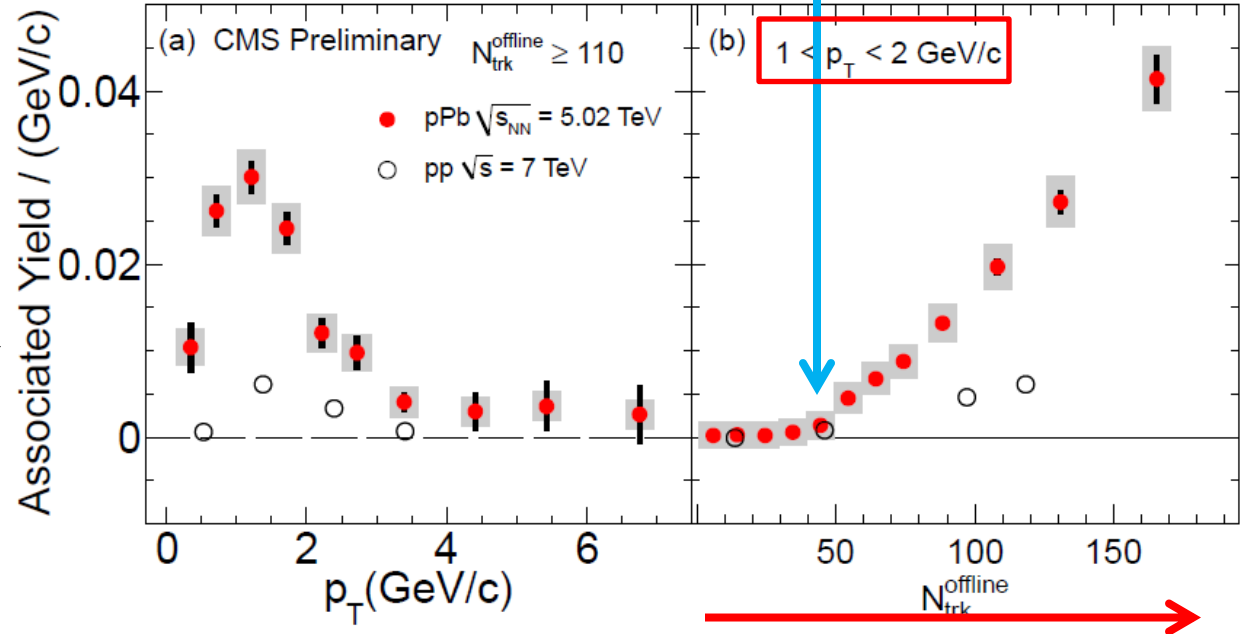 Associated Yield / (GeV/c)
0.04
0.02
0
(a) CMS Preliminary
N_trk^offline ≥ 110
pPb √s_NN = 5.02 TeV
pp √s = 7 TeV
0 2 4 6
p_T(GeV/c)
(b) 1 < p_T < 2 GeV/c
50 100 150
N_trk^offline